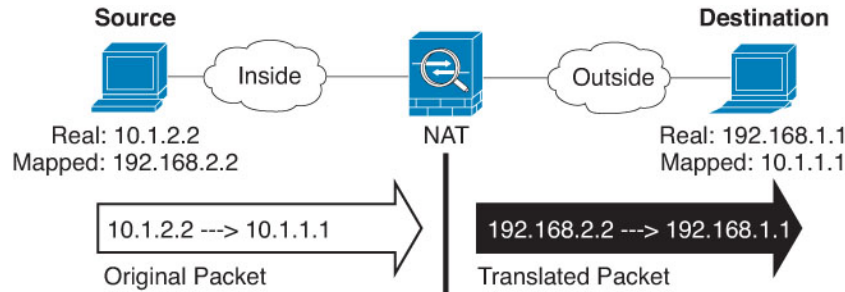 Source
Destination
Inside
Outside
Real: 10.1.2.2
Mapped: 192.168.2.2
NAT
Real: 192.168.1.1
Mapped: 10.1.1.1
10.1.2.2 ---> 10.1.1.1
192.168.2.2 ---> 192.168.1.1
Original Packet
Translated Packet